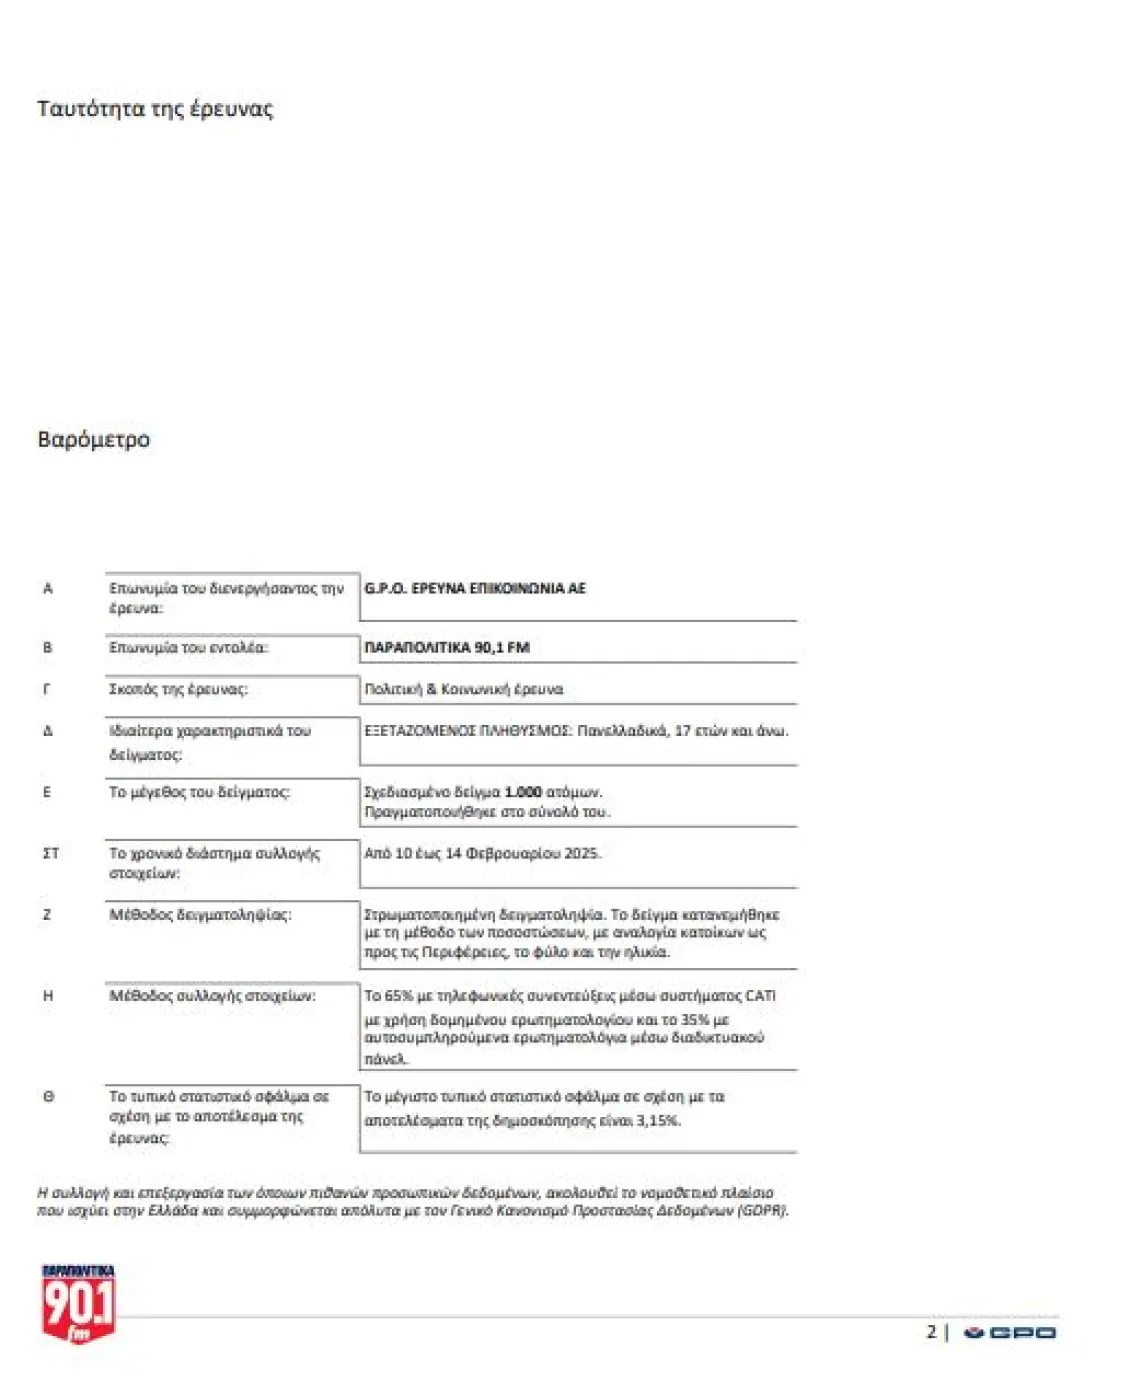 Ταυτότητα της έρευνας
Βαρόμετρο
Α Επωνυμία του διενεργήσαντος την έρευνα: G.P.O. ΕΡΕΥΝΑ ΕΠΙΚΟΙΝΩΝΙΑ ΑΕ
Β Επωνυμία του εντολέα: ΠΑΡΑΠΟΛΙΤΙΚΑ 90,1 FM
Γ Σκοπός της έρευνας: Πολιτική & Κοινωνική έρευνα
Δ Ιδιαίτερα χαρακτηριστικά του δείγματος: ΕΞΕΤΑΖΟΜΕΝΟΣ ΠΛΗΘΥΣΜΟΣ: Πανελλαδικά, 17 ετών και άνω.
Ε Το μέγεθος του δείγματος: Σχεδιασμένο δείγμα 1.000 ατόμων.
Πραγματοποιήθηκε στο σύνολό του.
ΣΤ Το χρονικό διάστημα συλλογής στοιχείων: Από 10 έως 14 Φεβρουαρίου 2025.
Ζ Μέθοδος δειγματοληψίας: Στρωματοποιημένη δειγματοληψία. Το δείγμα κατανεμήθηκε
με τη μέθοδο των ποσοστώσεων, με αναλογία κατοίκων ως
προς τις Περιφέρειες, το φύλο και την ηλικία.
Η Μέθοδος συλλογής στοιχείων: Το 65% με τηλεφωνικές συνεντεύξεις μέσω συστήματος CATI
με χρήση δομημένου ερωτηματολογίου και το 35% με
αυτοσυμπληρούμενα ερωτηματολόγια μέσω διαδικτυακού
πάνελ.
Θ Το τυπικό στατιστικό σφάλμα σε
σχέση με το αποτέλεσμα της
έρευνας:
Το μέγιστο τυπικό στατιστικό σφάλμα σε σχέση με τα
αποτελέσματα της δημοσκόπησης είναι 3,15%.
Η συλλογή και επεξεργασία των όποιων πιθανών προσωπικών δεδομένων, ακολουθεί το νομοθετικό πλαίσιο
που ισχύει στην Ελλάδα και συμμορφώνεται απόλυτα με τον Γενικό Κανονισμό Προστασίας Δεδομένων (GDPR).
ΠΑΡΑΠΟΛΙΤΙΚΑ
90.1
fm
2 | GPO